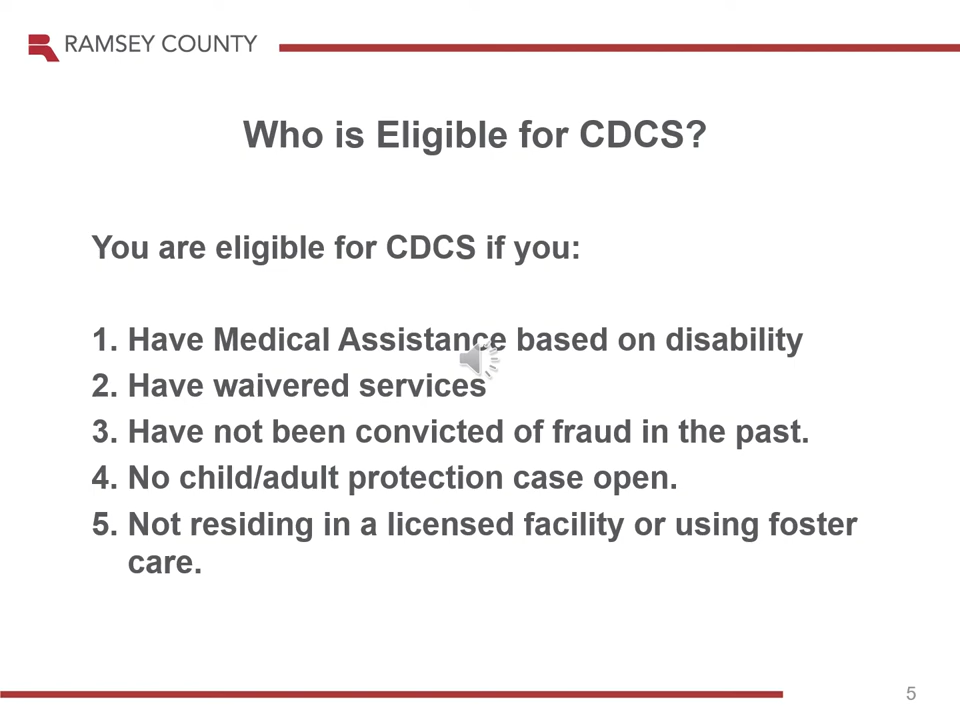 RAMSEY COUNTY
Who is Eligible for CDCS?
You are eligible for CDCS if you:
1. Have Medical Assistance based on disability
2. Have waivered services
3. Have not been convicted of fraud in the past.
4. No child/adult protection case open.
5. Not residing in a licensed facility or using foster
care.
5